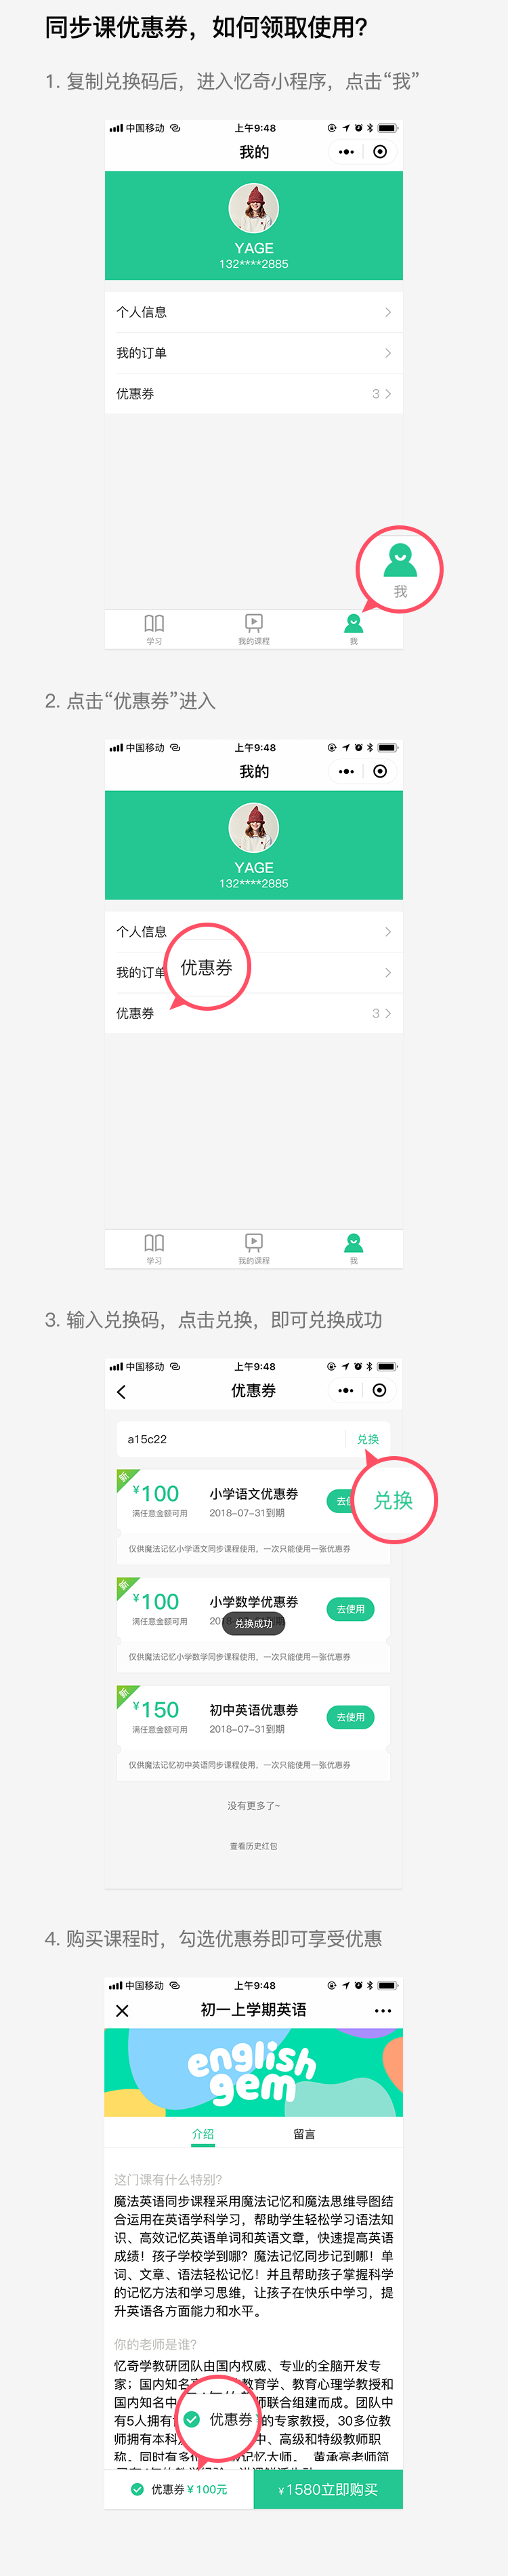 同步课优惠券，如何领取使用？
1. 复制兑换码后，进入忆奇小程序，点击“我”
中国移动 上午9:48
我的
YAGE
132****2885
个人信息
我的订单
优惠券 3
我
学习 我的课程 我
2. 点击“优惠券”进入
中国移动 上午9:48
我的
YAGE
132****2885
个人信息
我的订单
优惠券
优惠券 3
学习 我的课程 我
3. 输入兑换码，点击兑换，即可兑换成功
中国移动 上午9:48
优惠券
a15c22 兑换
兑换
新
¥100 小学语文优惠券
满任意金额可用 2018-07-31到期
仅供魔法记忆小学语文同步课程使用，一次只能使用一张优惠券
新
¥100 小学数学优惠券 去使用
满任意金额可用
兑换成功
仅供魔法记忆小学数学同步课程使用，一次只能使用一张优惠券
新
¥150 初中英语优惠券 去使用
满任意金额可用 2018-07-31到期
仅供魔法记忆初中英语同步课程使用，一次只能使用一张优惠券
没有更多了~
查看历史红包
4. 购买课程时，勾选优惠券即可享受优惠
中国移动 上午9:48
初一上学期英语
english
gem
介绍 留言
这门课有什么特别？
魔法英语同步课程采用魔法记忆和魔法思维导图结
合运用在英语学科学习，帮助学生轻松学习语法知
识、高效记忆英语单词和英语文章，快速提高英语
成绩！孩子学校学到哪？魔法记忆同步记到哪！单
词、文章、语法轻松记忆！并且帮助孩子掌握科学
的记忆方法和学习思维，让孩子在快乐中学习，提
升英语各方面能力和水平。
你的老师是谁？
忆奇学教研团队由国内权威、专业的全脑开发专
家；国内知名 教育学、教育心理学教授和
国内知名中 师联合组建而成。团队中
有5人拥有 的专家教授，30多位教
师拥有本科 中、高级和特级教师职
称。同时有多位 记忆大师。 黄承亮老师简
优惠券
优惠券¥100元 ¥1580立即购买